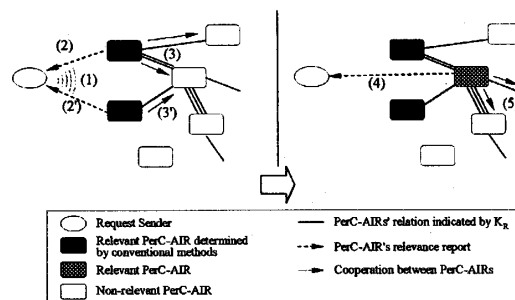 (2)
(3)
(1)
(2')
(3')
(4)
(5
Request Sender
Relevant PerC-AIR determined
by conventional methods
Relevant PerC-AIR
Non-relevant PerC-AIR
PerC-AIRs' relation indicated by K_R
PerC-AIR's relevance report
Cooperation between PerC-AIRs